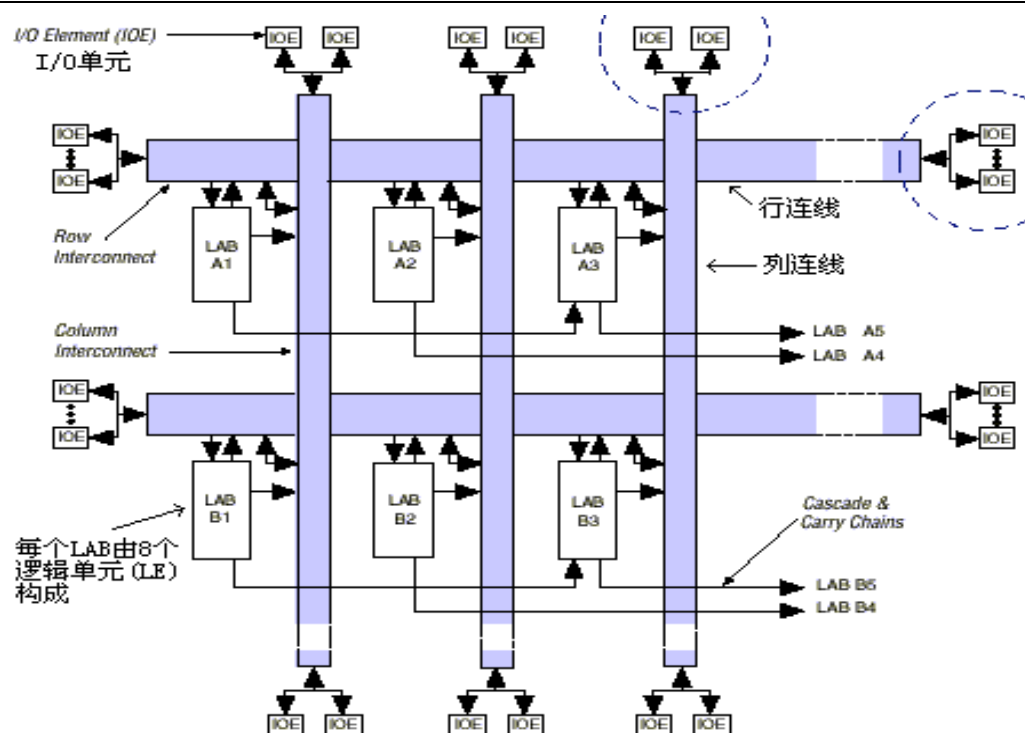 I/O Element (IOE)
I/O单元
IOE IOE IOE IOE IOE IOE
IOE
IOE
IOE
IOE
行连线
Row
Interconnect
LAB
A1
LAB
A2
LAB
A3
列连线
Column
Interconnect
LAB A5
LAB A4
IOE
IOE
IOE
IOE
LAB
B1
LAB
B2
LAB
B3
Cascade &
Carry Chains
每个LAB由8个
逻辑单元(LE)
构成
LAB B5
LAB B4
IOE IOE IOE IOE IOE IOE